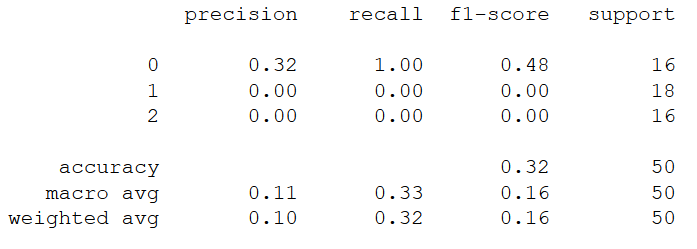 precision recall f1-score support
0 0.32 1.00 0.48 16
1 0.00 0.00 0.00 18
2 0.00 0.00 0.00 16
accuracy 0.32 50
macro avg 0.11 0.33 0.16 50
weighted avg 0.10 0.32 0.16 50